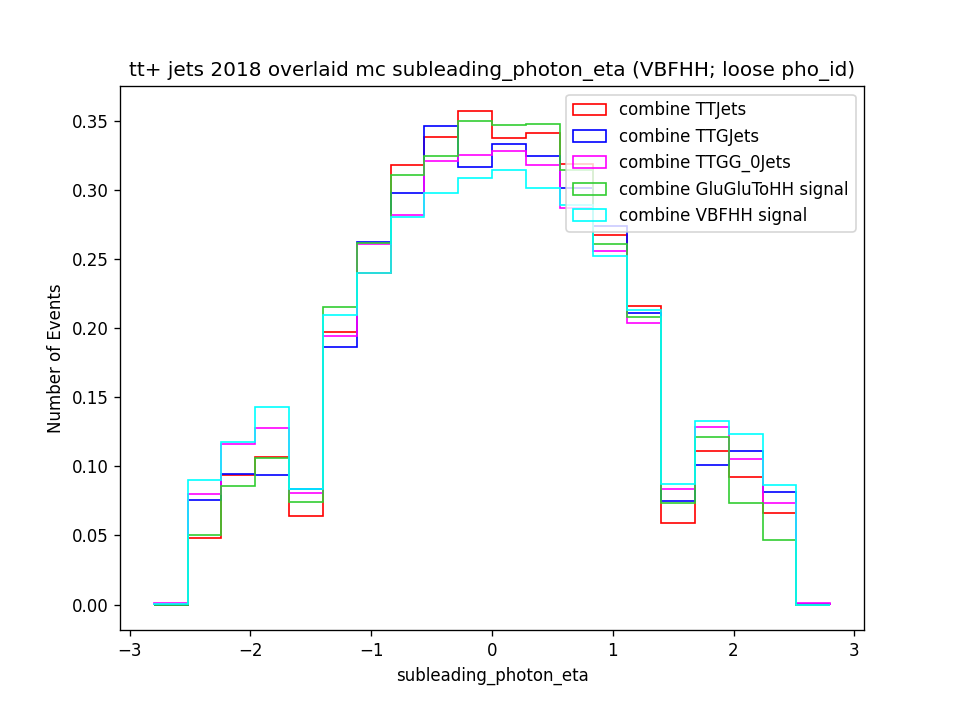 tt+ jets 2018 overlaid mc subleading_photon_eta (VBFHH; loose pho_id)
combine TTJets
combine TTGJets
combine TTGG_0Jets
combine GluGluToHH signal
combine VBFHH signal
Number of Events
0.35
0.30
0.25
0.20
0.15
0.10
0.05
0.00
−3
−2
−1
0
1
2
3
subleading_photon_eta